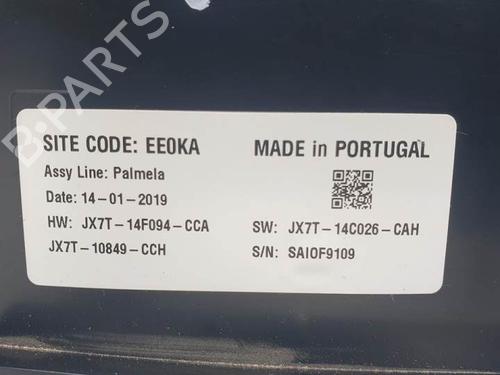 B-PARTS
SITE CODE: EE0KA
MADE in PORTUGAL
Assy Line: Palmela
Date: 14-01-2019
HW: JX7T-14F094-CCA
SW: JX7T-14C026-CAH
JX7T-10849-CCH
S/N: SAIOF9109